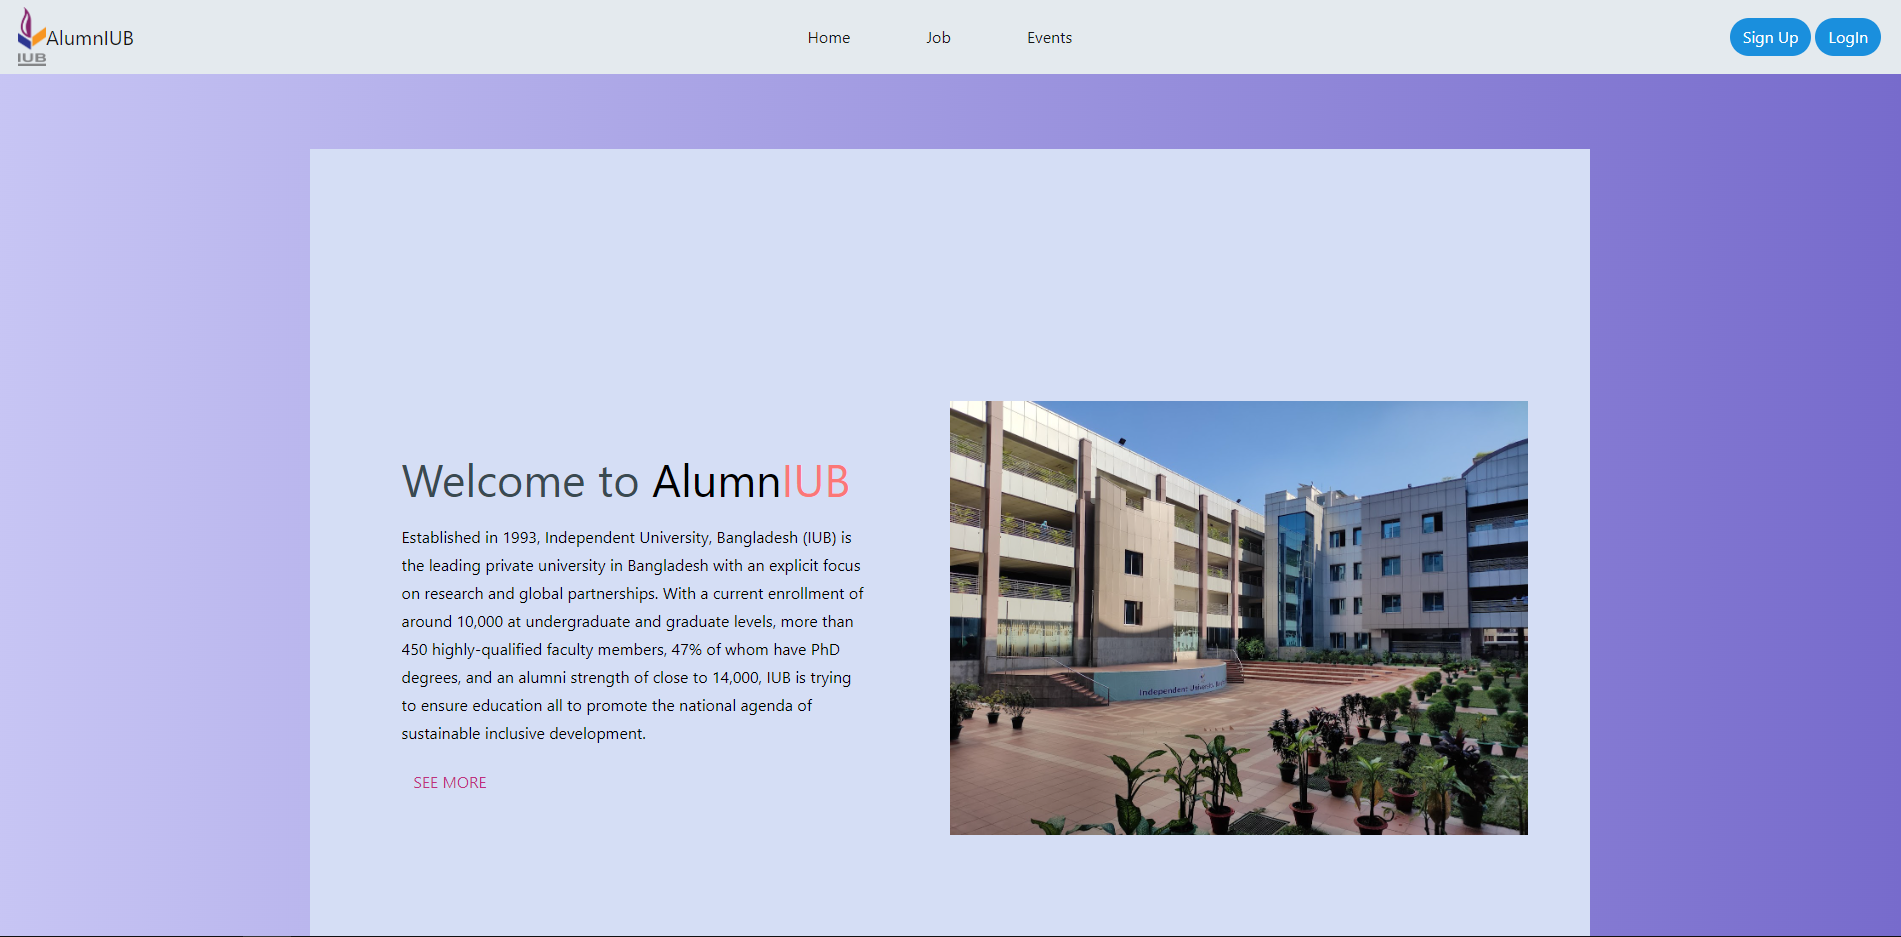 IUB
AlumnIUB
Home
Job
Events
Sign Up
LogIn
Welcome to AlumnIUB
Established in 1993, Independent University, Bangladesh (IUB) is
the leading private university in Bangladesh with an explicit focus
on research and global partnerships. With a current enrollment of
around 10,000 at undergraduate and graduate levels, more than
450 highly-qualified faculty members, 47% of whom have PhD
degrees, and an alumni strength of close to 14,000, IUB is trying
to ensure education all to promote the national agenda of
sustainable inclusive development.
SEE MORE
Independent University